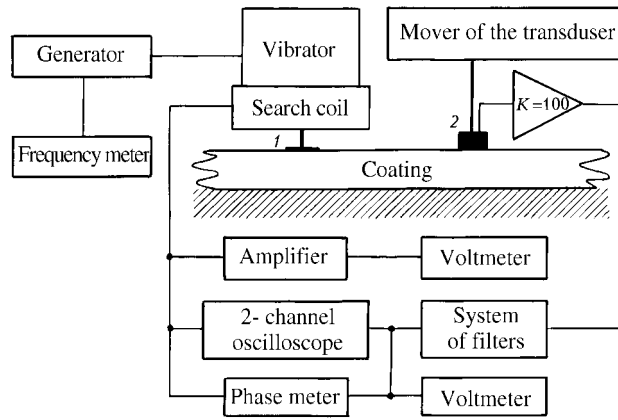 Vibrator
Mover of the transduser
Generator
K=100
Search coil
2
1
Frequency meter
Coating
Amplifier
Voltmeter
2- channel
oscilloscope
System
of filters
Phase meter
Voltmeter